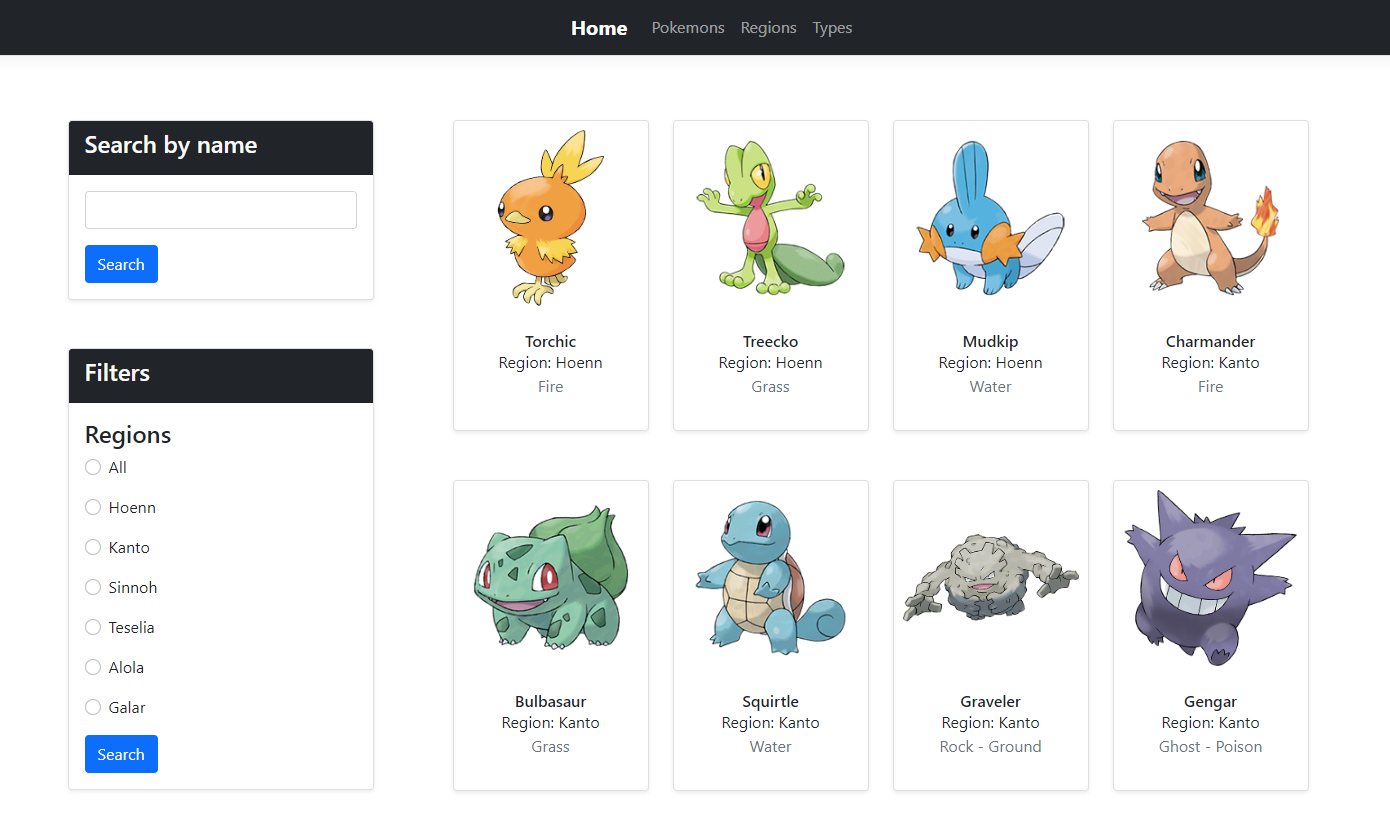 Home Pokemons Regions Types
Search by name
Search
Filters
Regions
All
Hoenn
Kanto
Sinnoh
Teselia
Alola
Galar
Search
Torchic
Region: Hoenn
Fire
Treecko
Region: Hoenn
Grass
Mudkip
Region: Hoenn
Water
Charmander
Region: Kanto
Fire
Bulbasaur
Region: Kanto
Grass
Squirtle
Region: Kanto
Water
Graveler
Region: Kanto
Rock - Ground
Gengar
Region: Kanto
Ghost - Poison